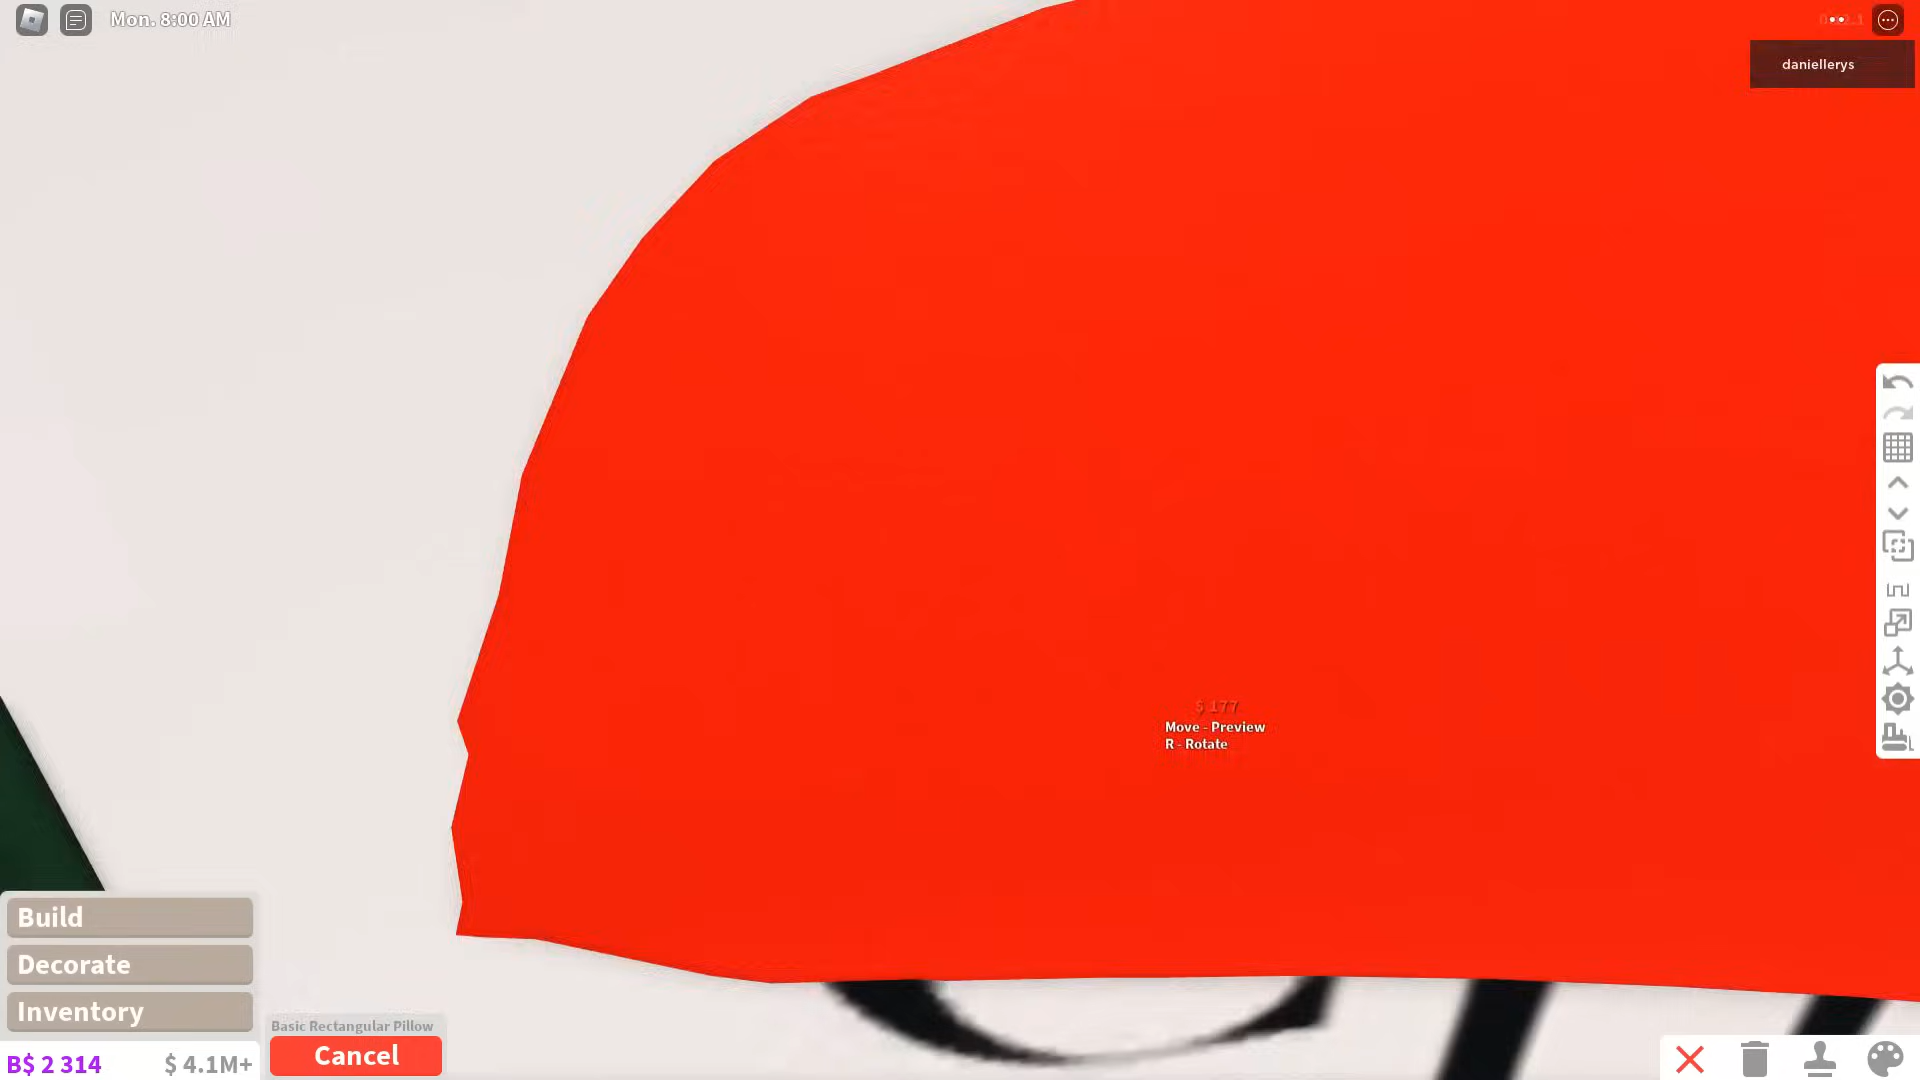 Mon. 8:00 AM
daniellerys
$ 177
Move - Preview
R - Rotate
Build
Decorate
Inventory
Basic Rectangular Pillow
Cancel
B$ 2 314
$ 4.1M+